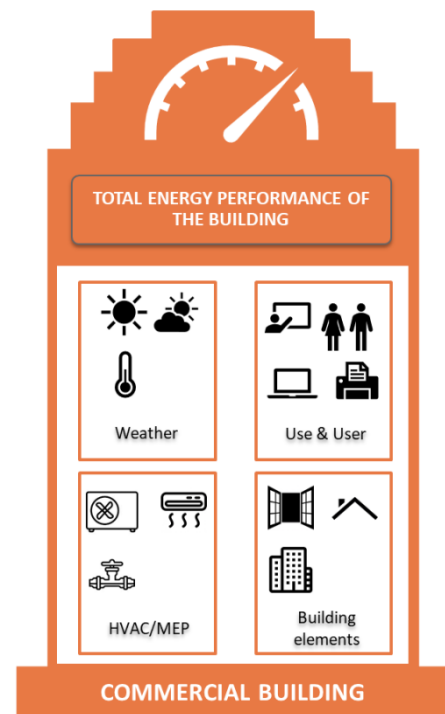 TOTAL ENERGY PERFORMANCE OF
THE BUILDING
Weather
Use & User
HVAC/MEP
Building
elements
COMMERCIAL BUILDING